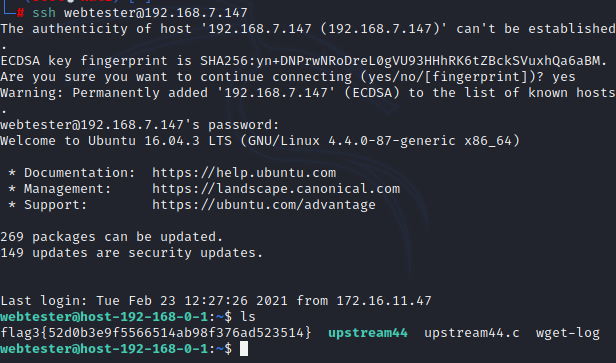 # ssh webtester@192.168.7.147
The authenticity of host '192.168.7.147 (192.168.7.147)' can't be established
.
ECDSA key fingerprint is SHA256:yn+DNPrwNRoDreL0gVU93HHhRK6tZBckSVuxhQa6aBM.
Are you sure you want to continue connecting (yes/no/[fingerprint])? yes
Warning: Permanently added '192.168.7.147' (ECDSA) to the list of known hosts
.
webtester@192.168.7.147's password:
Welcome to Ubuntu 16.04.3 LTS (GNU/Linux 4.4.0-87-generic x86_64)
* Documentation:  https://help.ubuntu.com
* Management:     https://landscape.canonical.com
* Support:        https://ubuntu.com/advantage
269 packages can be updated.
149 updates are security updates.
Last login: Tue Feb 23 12:27:26 2021 from 172.16.11.47
webtester@host-192-168-0-1:~$ ls
flag3{52d0b3e9f5566514ab98f376ad523514}  upstream44  upstream44.c  wget-log
webtester@host-192-168-0-1:~$